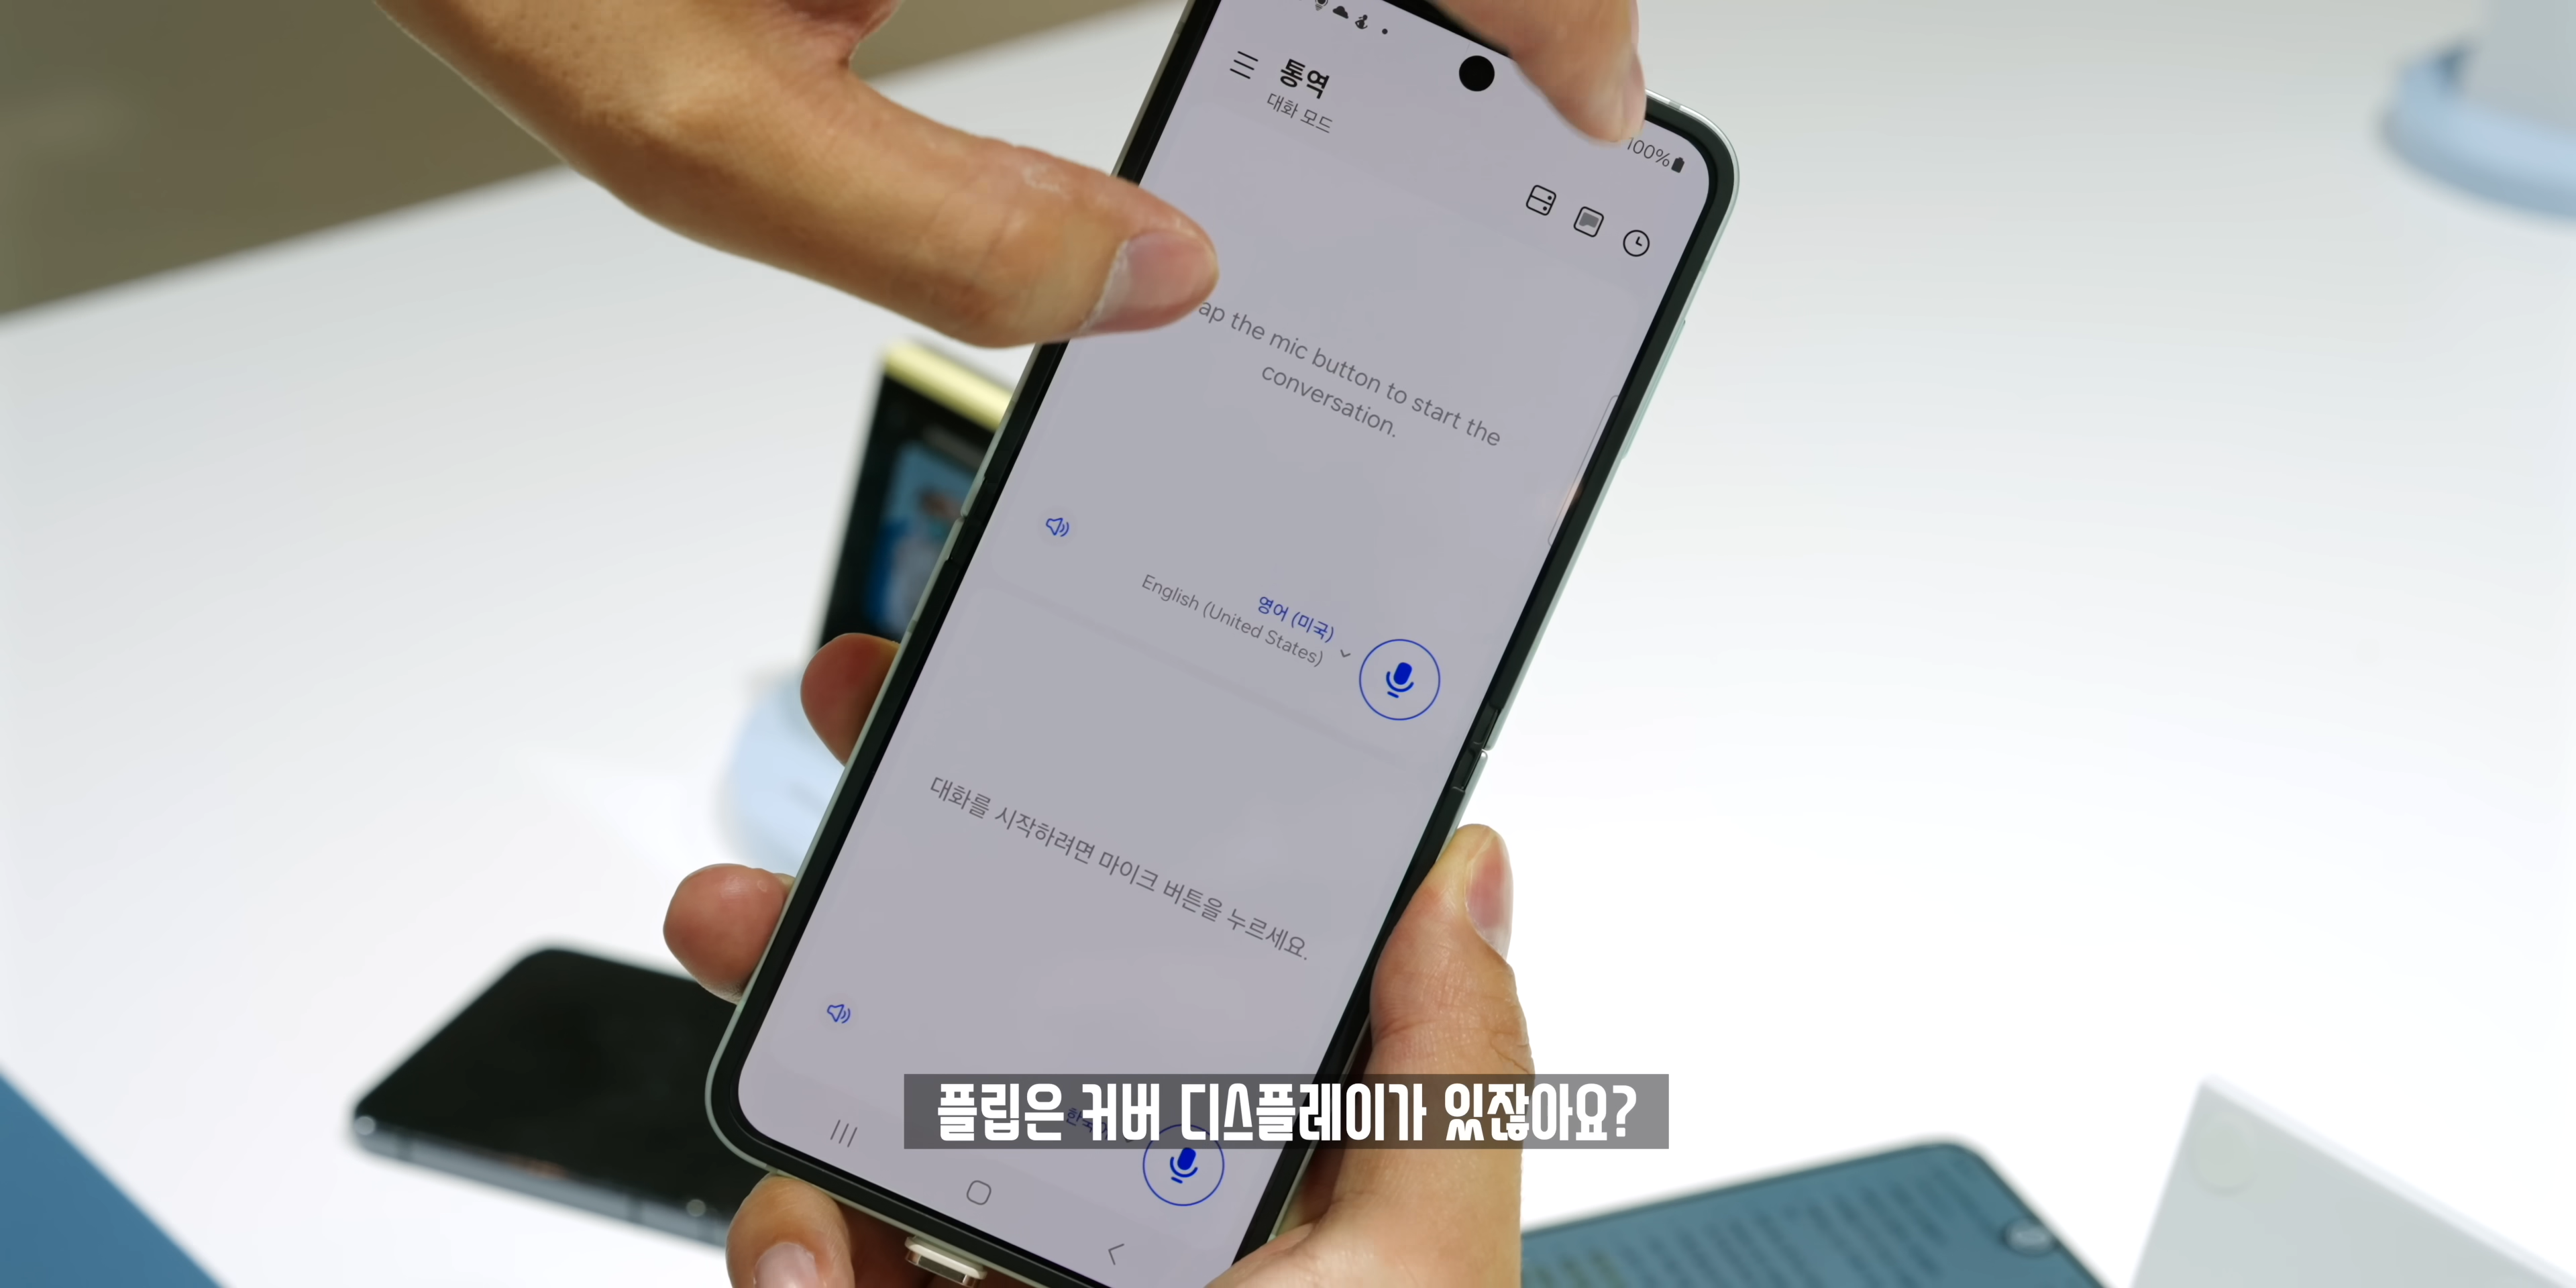 통역
대화 모드
100%
ap the mic button to start the
conversation.
영어 (미국)
English (United States)
대화를 시작하려면 마이크 버튼을 누르세요.
플립은 커버 디스플레이가 있잖아요?